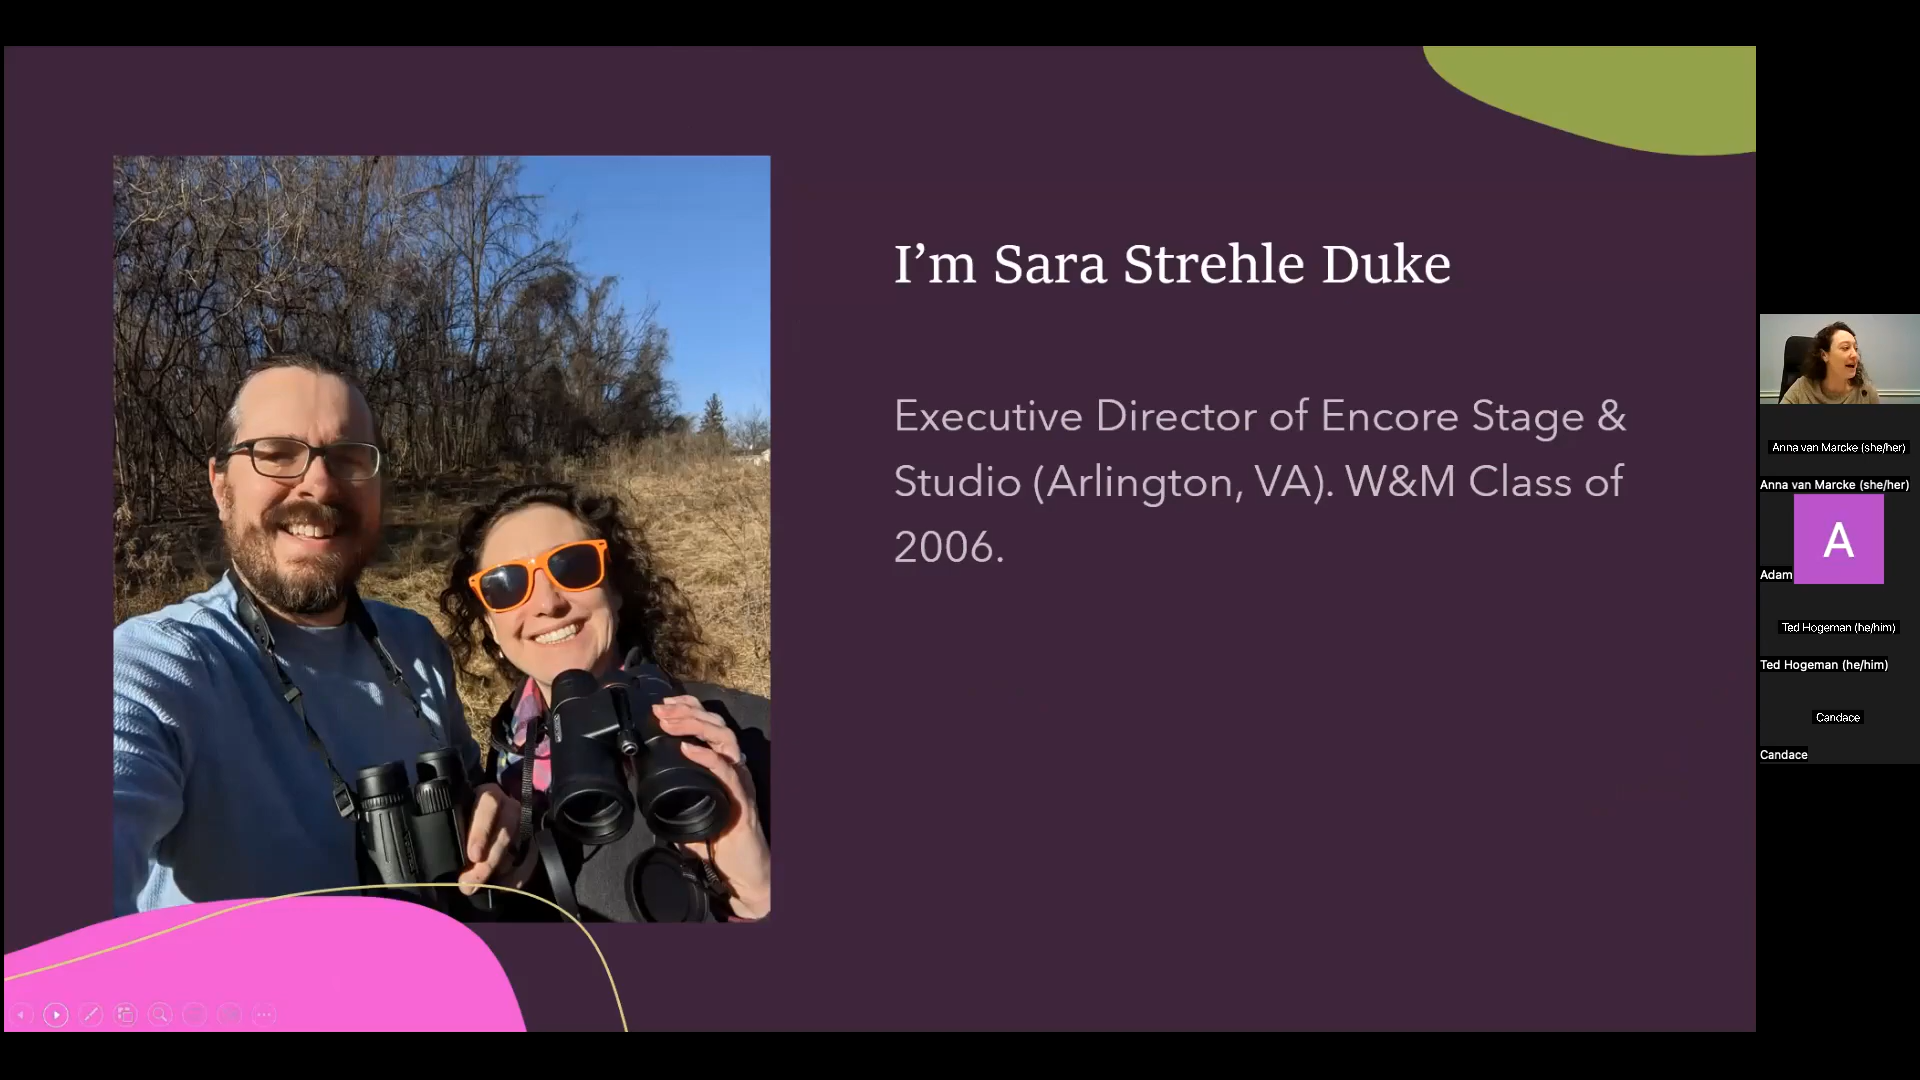 I’m Sara Strehle Duke
Executive Director of Encore Stage &
Studio (Arlington, VA). W&M Class of
2006.
Anna van Marcke (she/her)
Anna van Marcke (she/her)
A
Adam
Ted Hogeman (he/him)
Ted Hogeman (he/him)
Candace
Candace